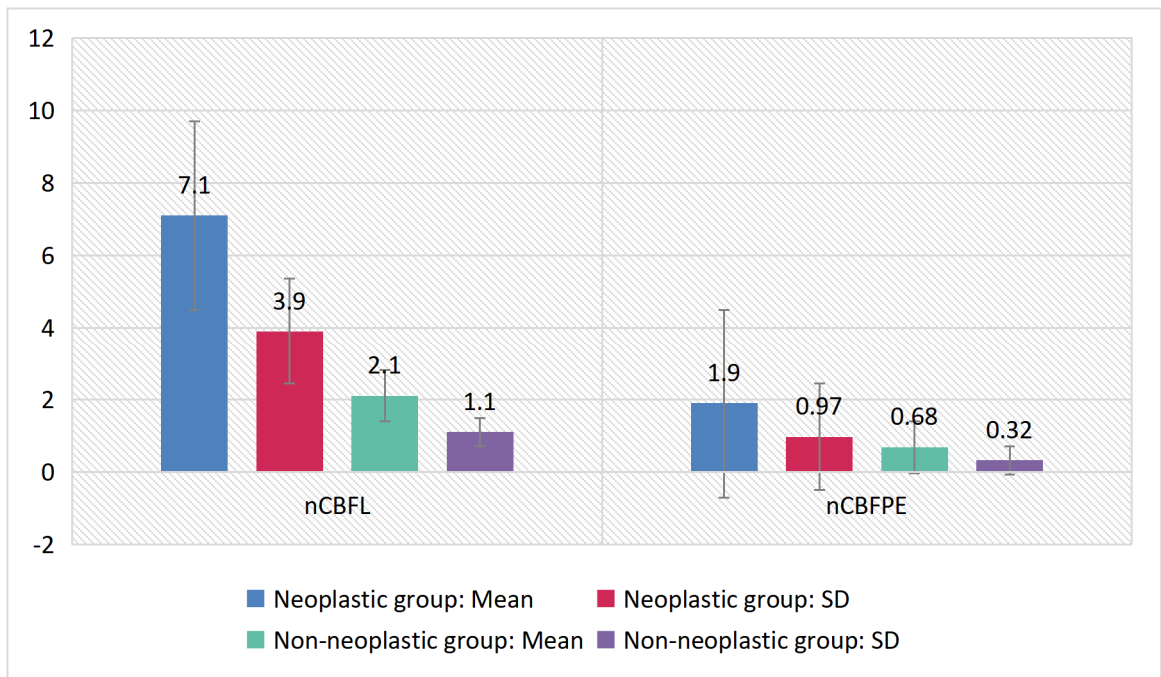 12
10
8
6
4
2
0
-2
7.1
3.9
2.1
1.1
1.9
0.97
0.68
0.32
nCBFL
nCBFPE
Neoplastic group: Mean
Neoplastic group: SD
Non-neoplastic group: Mean
Non-neoplastic group: SD